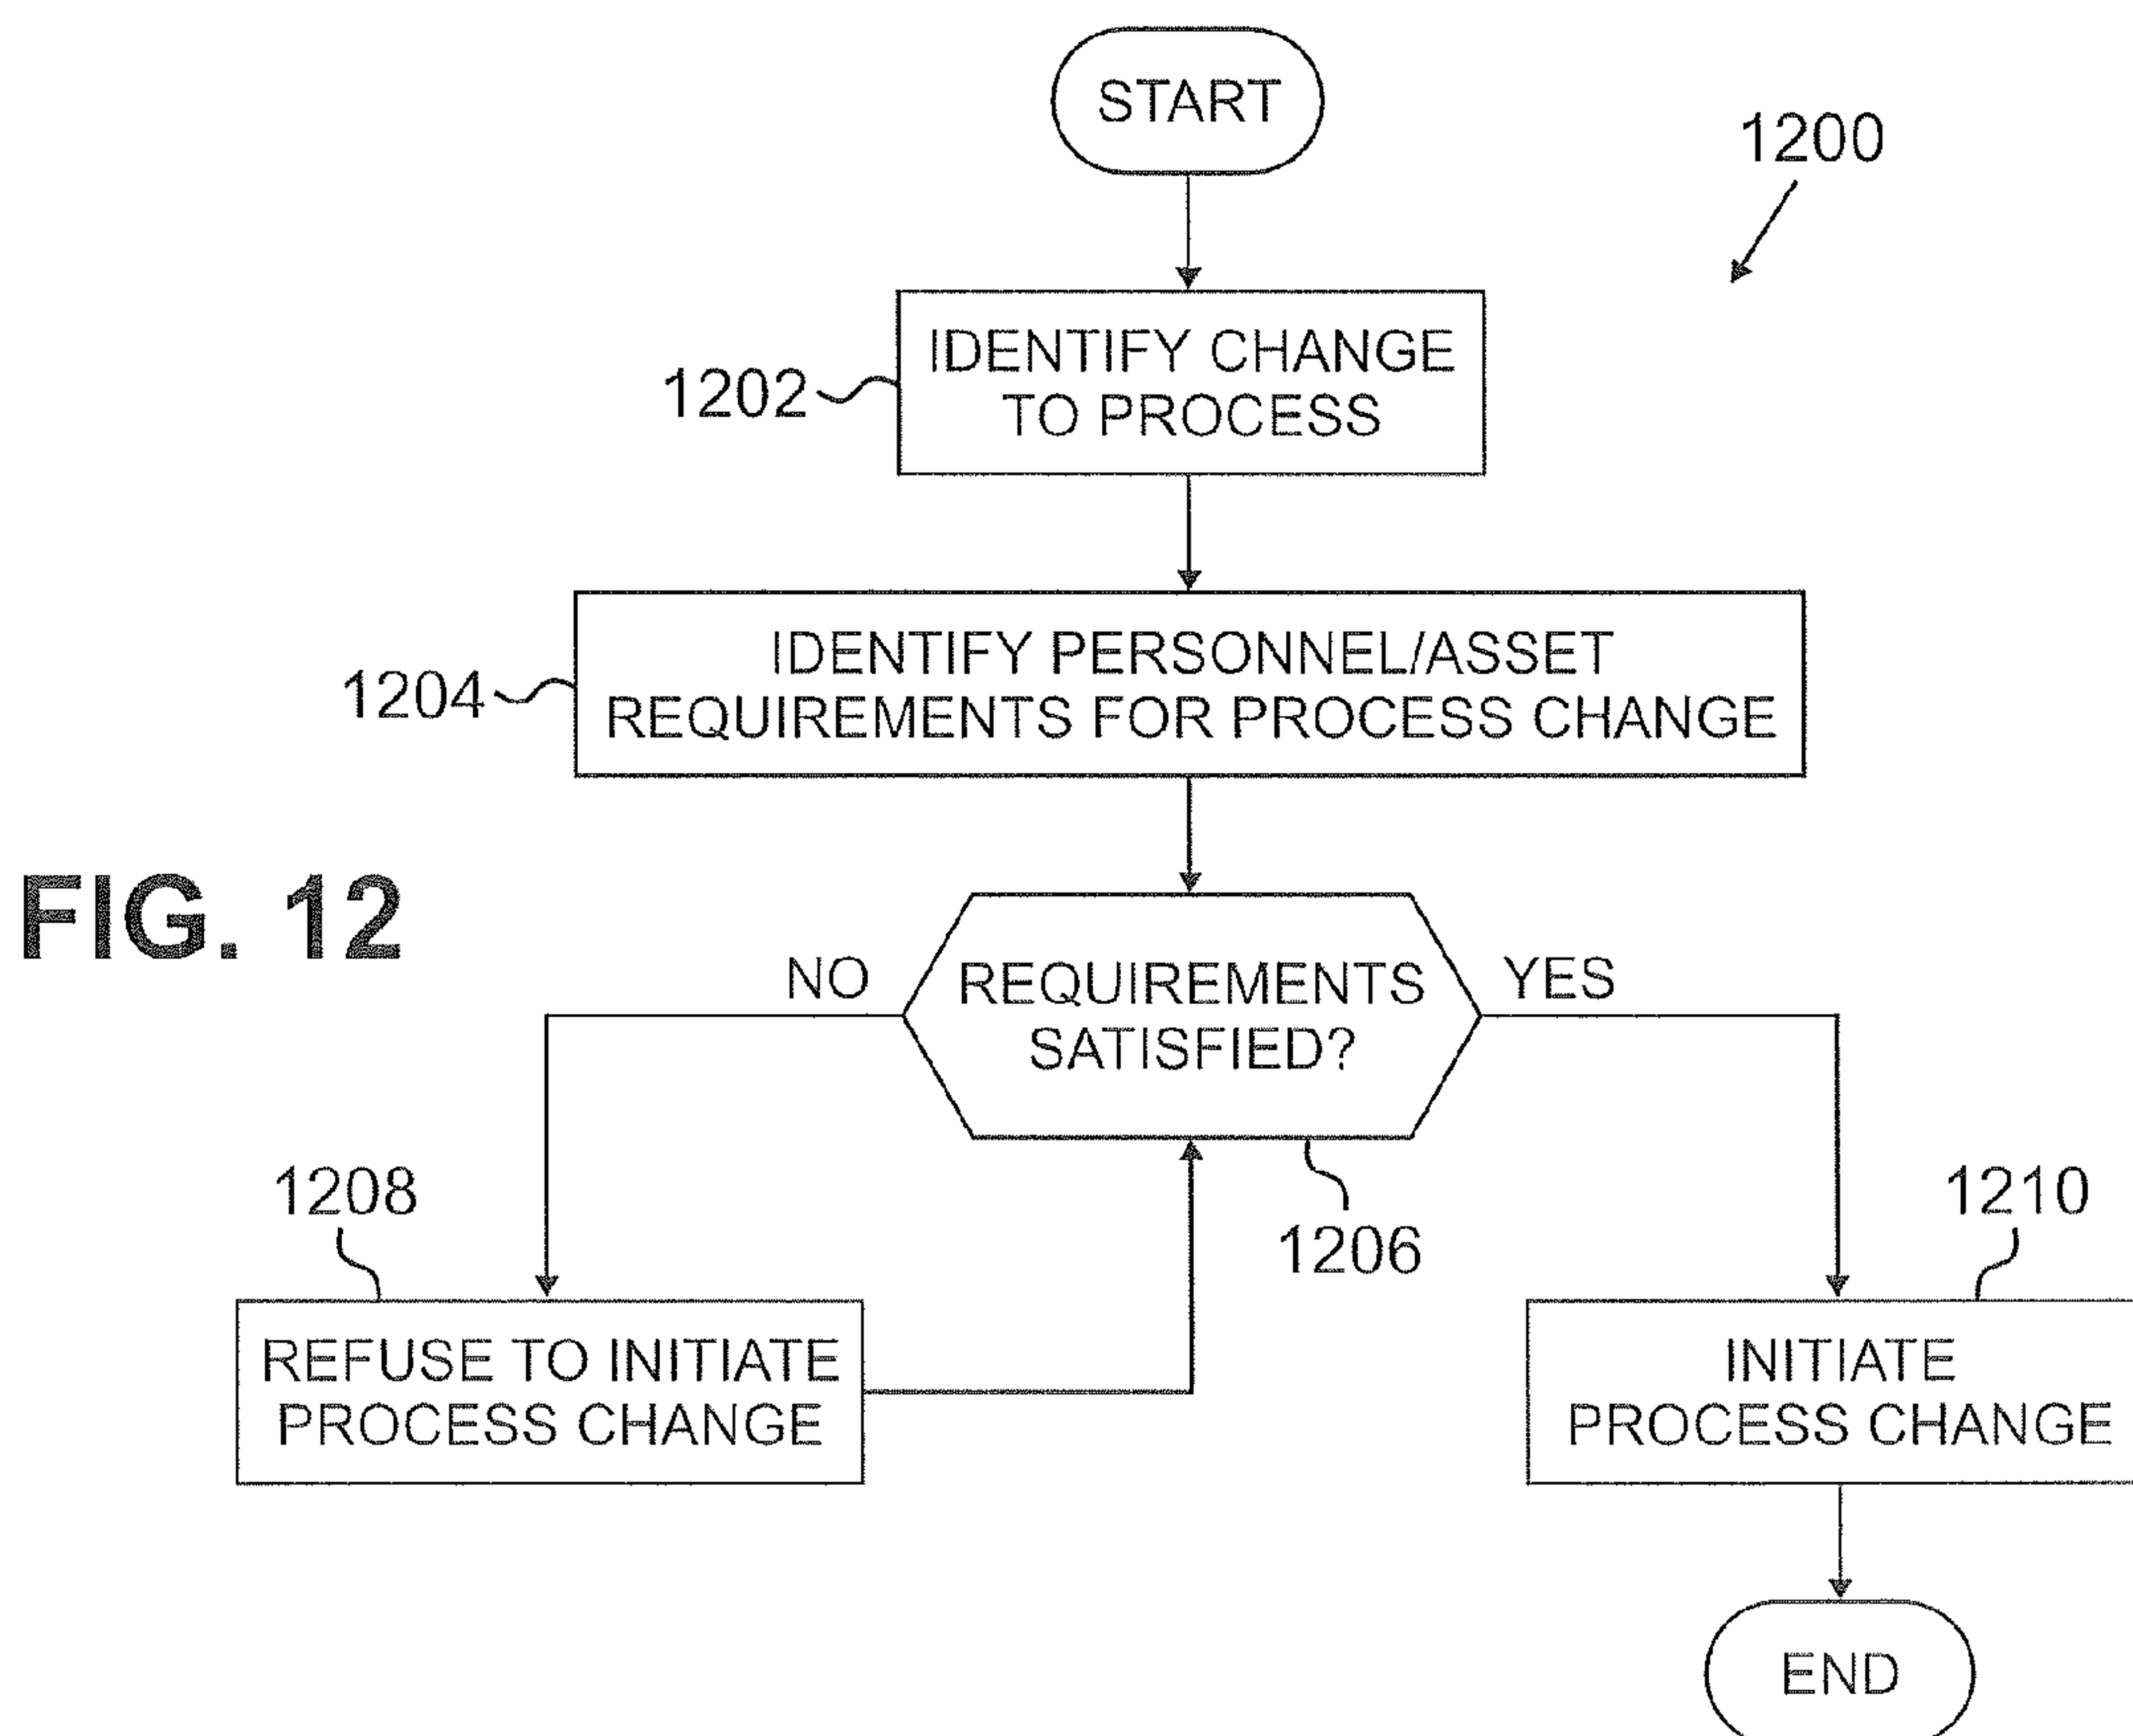 START
1200
IDENTIFY CHANGE
TO PROCESS
1202
IDENTIFY PERSONNEL/ASSET
REQUIREMENTS FOR PROCESS CHANGE
1204
FIG. 12
NO
REQUIREMENTS
SATISFIED?
YES
1208
1206
1210
REFUSE TO INITIATE
PROCESS CHANGE
INITIATE
PROCESS CHANGE
END